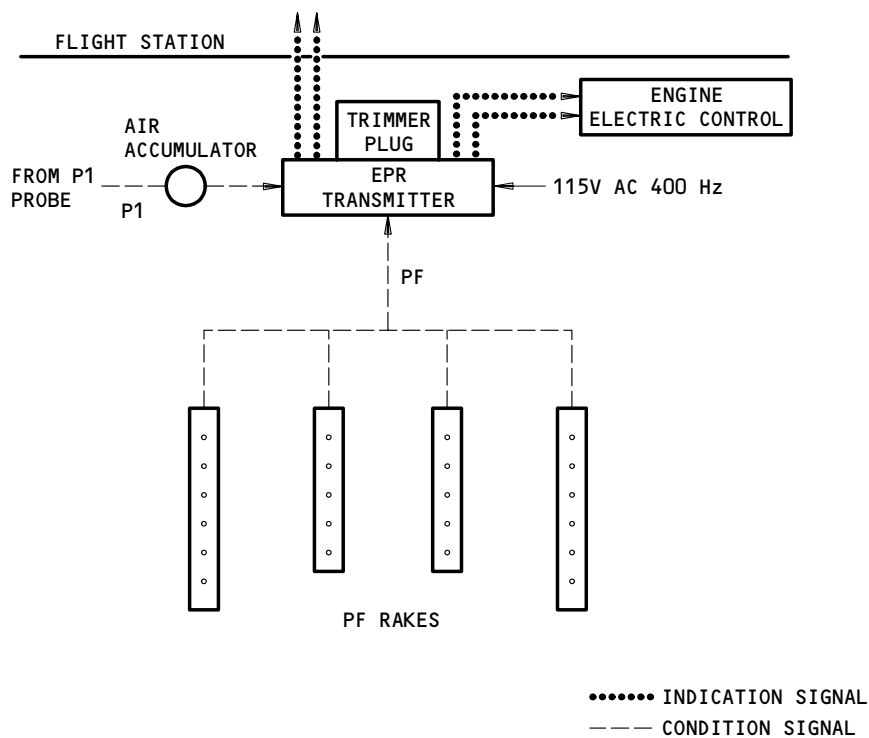 FLIGHT STATION
ENGINE
ELECTRIC CONTROL
TRIMMER
PLUG
AIR
ACCUMULATOR
FROM P1
PROBE
P1
EPR
TRANSMITTER
115V AC 400 Hz
PF
PF RAKES
INDICATION SIGNAL
CONDITION SIGNAL